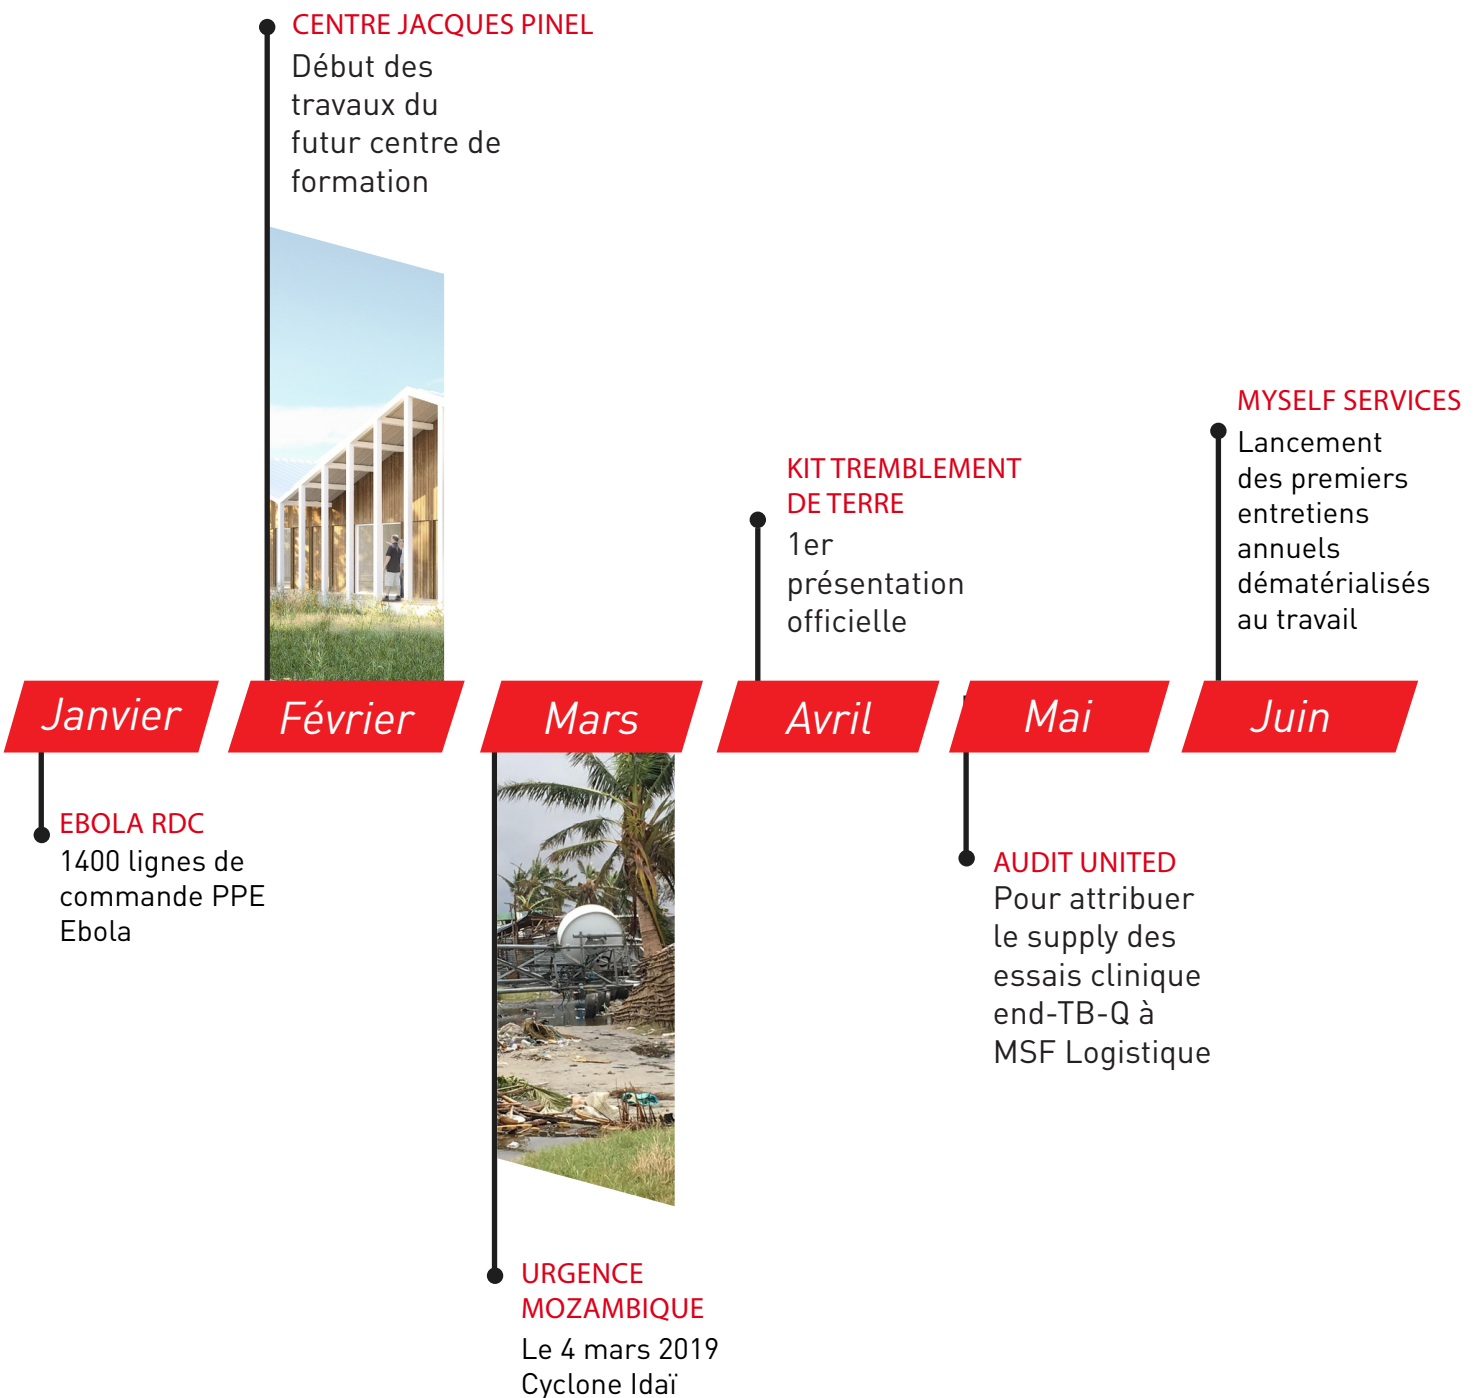 CENTRE JACQUES PINEL
Début des
travaux du
futur centre de
formation
MYSELF SERVICES
Lancement
des premiers
entretiens
annuels
dématérialisés
au travail
KIT TREMBLEMENT
DE TERRE
1er
présentation
officielle
Janvier
Février
Mars
Avril
Mai
Juin
EBOLA RDC
1400 lignes de
commande PPE
Ebola
AUDIT UNITED
Pour attribuer
le supply des
essais clinique
end-TB-Q à
MSF Logistique
URGENCE
MOZAMBIQUE
Le 4 mars 2019
Cyclone Idaï